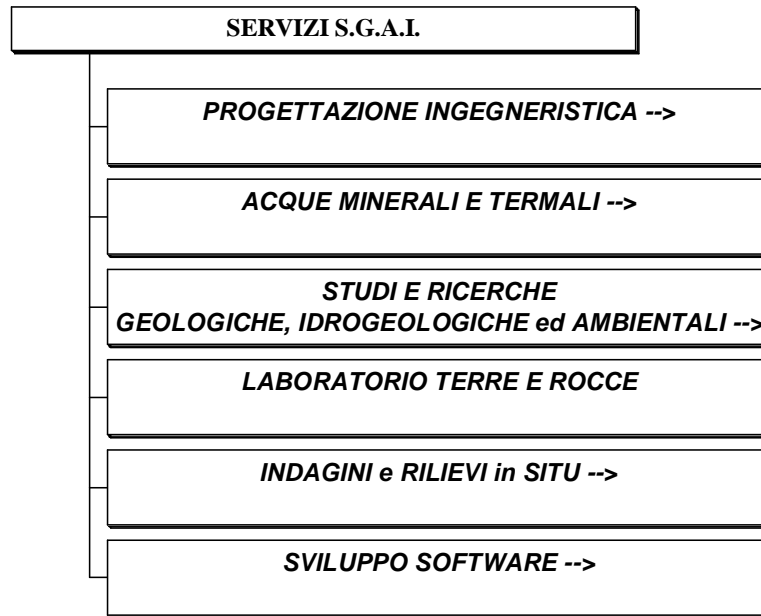 SERVIZI S.G.A.I.
PROGETTAZIONE INGEGNERISTICA -->
ACQUE MINERALI E TERMALI -->
STUDI E RICERCHE
GEOLOGICHE, IDROGEOLOGICHE ed AMBIENTALI -->
LABORATORIO TERRE E ROCCE
INDAGINI e RILIEVI in SITU -->
SVILUPPO SOFTWARE -->